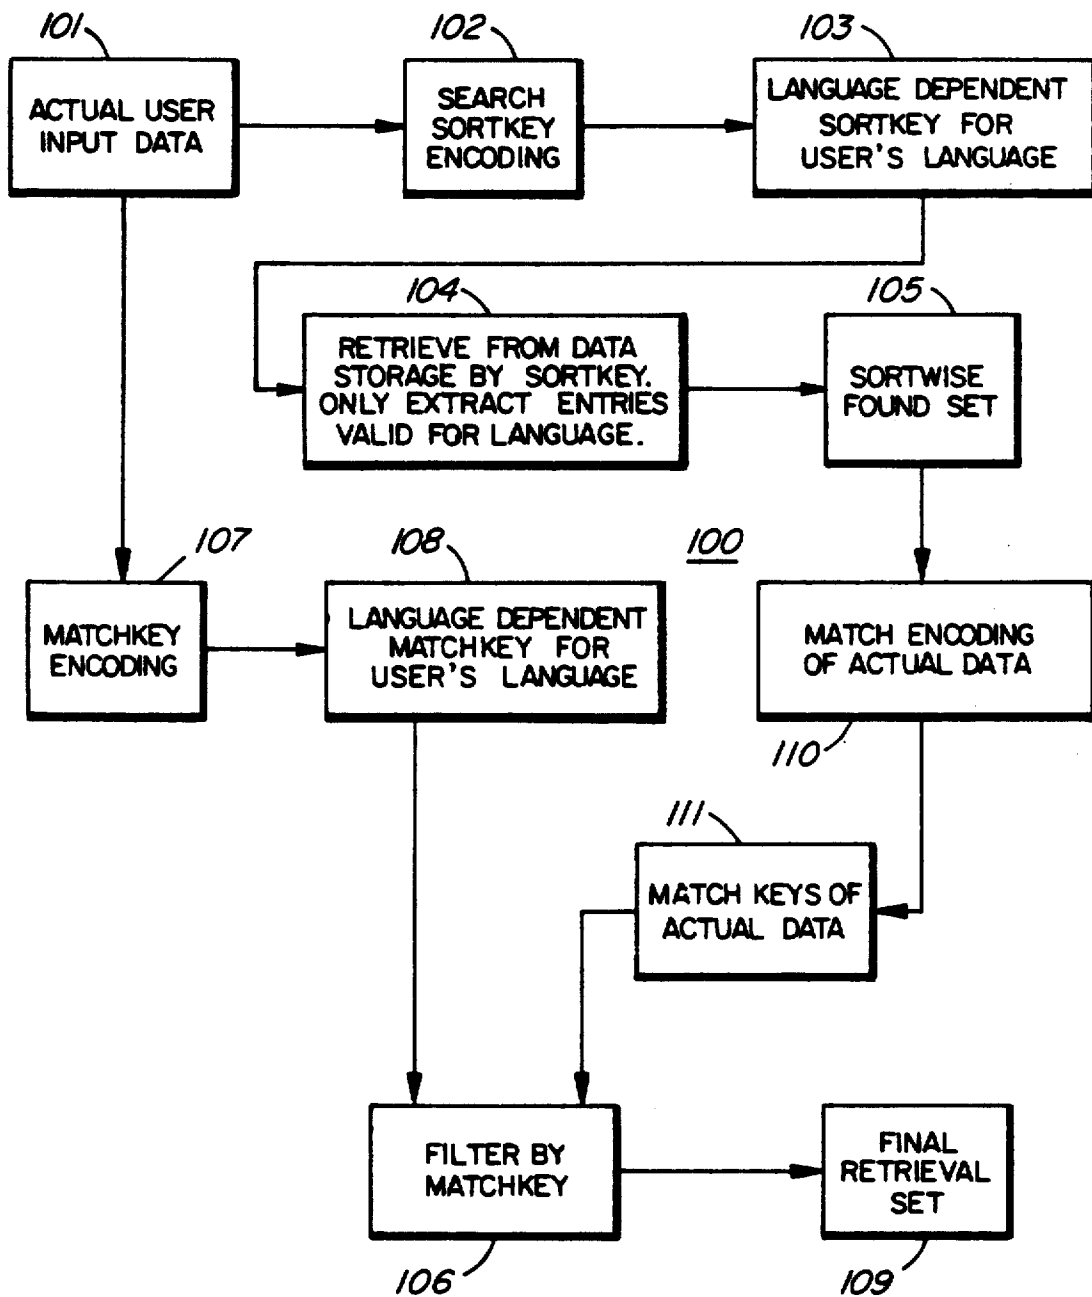 101
ACTUAL USER
INPUT DATA
102
SEARCH
SORTKEY
ENCODING
103
LANGUAGE DEPENDENT
SORTKEY FOR
USER'S LANGUAGE
104
RETRIEVE FROM DATA
STORAGE BY SORTKEY.
ONLY EXTRACT ENTRIES
VALID FOR LANGUAGE.
105
SORTWISE
FOUND SET
107
MATCHKEY
ENCODING
108
LANGUAGE DEPENDENT
MATCHKEY FOR
USER'S LANGUAGE
100
MATCH ENCODING
OF ACTUAL DATA
110
111
MATCH KEYS OF
ACTUAL DATA
FILTER BY
MATCHKEY
106
FINAL
RETRIEVAL
SET
109